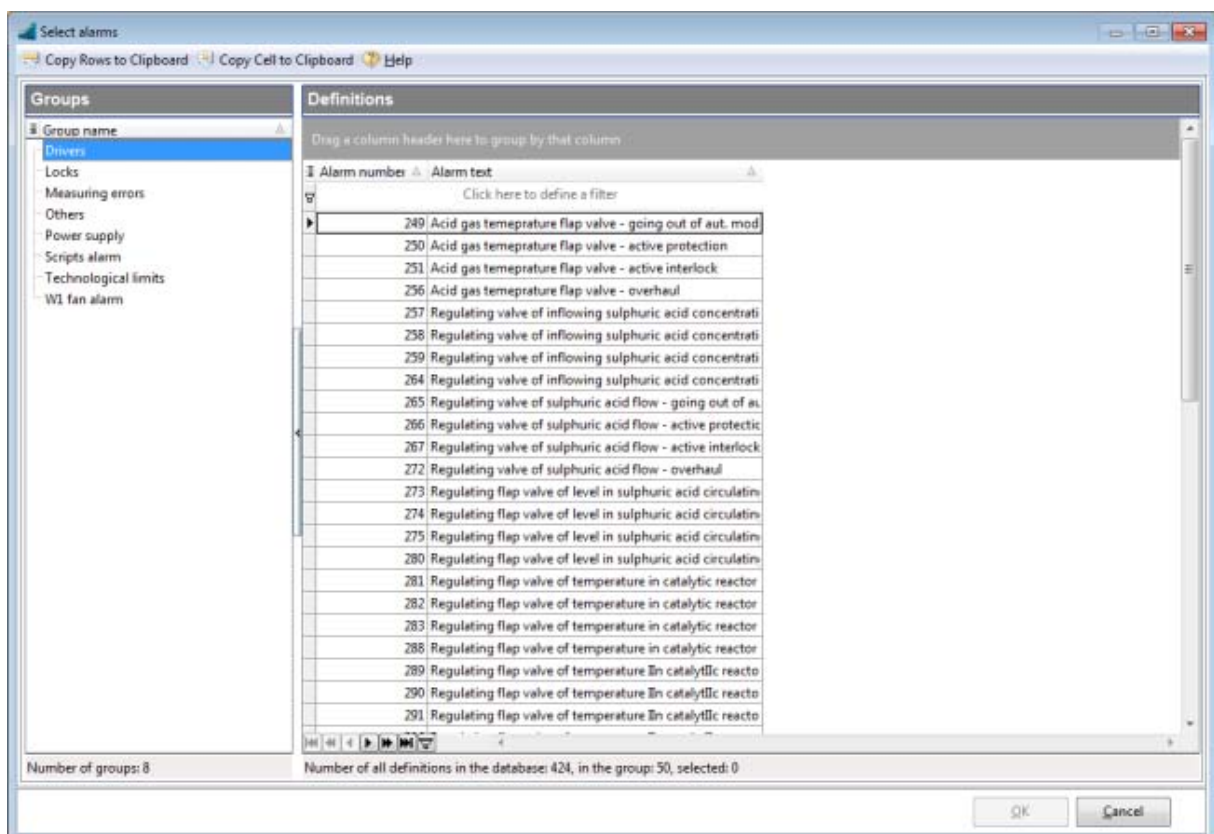 Select alarms
Copy Rows to Clipboard Copy Cell to Clipboard Help
Groups
Group name
Drivers
Locks
Measuring errors
Others
Power supply
Scripts alarm
Technological limits
W1 fan alarm
Number of groups: 8
Definitions
Drag a column header here to group by that column
Alarm number Alarm text
Click here to define a filter
249 Acid gas temeprature flap valve - going out of aut. mod
250 Acid gas temeprature flap valve - active protection
251 Acid gas temeprature flap valve - active interlock
256 Acid gas temeprature flap valve - overhaul
257 Regulating valve of inflowing sulphuric acid concentrati
258 Regulating valve of inflowing sulphuric acid concentrati
259 Regulating valve of inflowing sulphuric acid concentrati
264 Regulating valve of inflowing sulphuric acid concentrati
265 Regulating valve of sulphuric acid flow - going out of au
266 Regulating valve of sulphuric acid flow - active protectic
267 Regulating valve of sulphuric acid flow - active interlock
272 Regulating valve of sulphuric acid flow - overhaul
273 Regulating flap valve of level in sulphuric acid circulatin
274 Regulating flap valve of level in sulphuric acid circulatin
275 Regulating flap valve of level in sulphuric acid circulatin
280 Regulating flap valve of level in sulphuric acid circulatin
281 Regulating flap valve of temperature in catalytic reactor
282 Regulating flap valve of temperature in catalytic reactor
283 Regulating flap valve of temperature in catalytic reactor
288 Regulating flap valve of temperature in catalytic reactor
289 Regulating flap valve of temperature IIn catalytIIc reacto
290 Regulating flap valve of temperature IIn catalytIIc reacto
291 Regulating flap valve of temperature IIn catalytIIc reacto
Number of all definitions in the database: 424, in the group: 50, selected: 0
OK Cancel